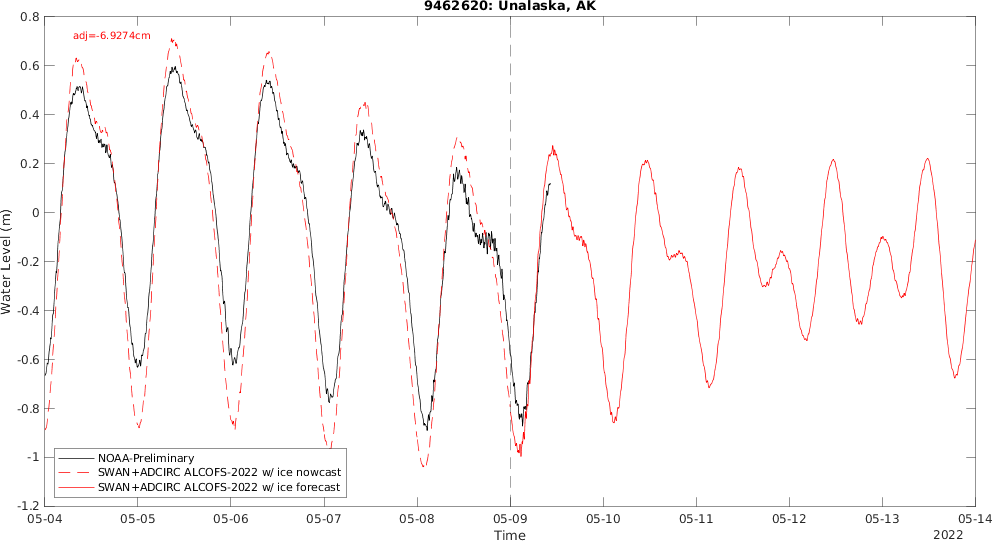 9462620: Unalaska, AK
adj=-6.9274cm
0.8
0.6
0.4
0.2
0
-0.2
-0.4
-0.6
-0.8
-1
-1.2
Water Level (m)
NOAA-Preliminary
SWAN+ADCIRC ALCOFS-2022 w/ ice nowcast
SWAN+ADCIRC ALCOFS-2022 w/ ice forecast
05-04 05-05 05-06 05-07 05-08 05-09 05-10 05-11 05-12 05-13 05-14
Time
2022